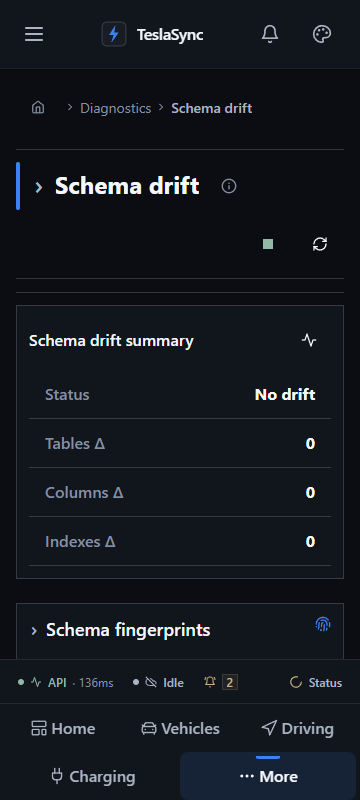 TeslaSync
Diagnostics › Schema drift
› Schema drift
Schema drift summary
Status No drift
Tables Δ 0
Columns Δ 0
Indexes Δ 0
› Schema fingerprints
API · 136ms Idle 2 Status
Home Vehicles Driving
Charging More